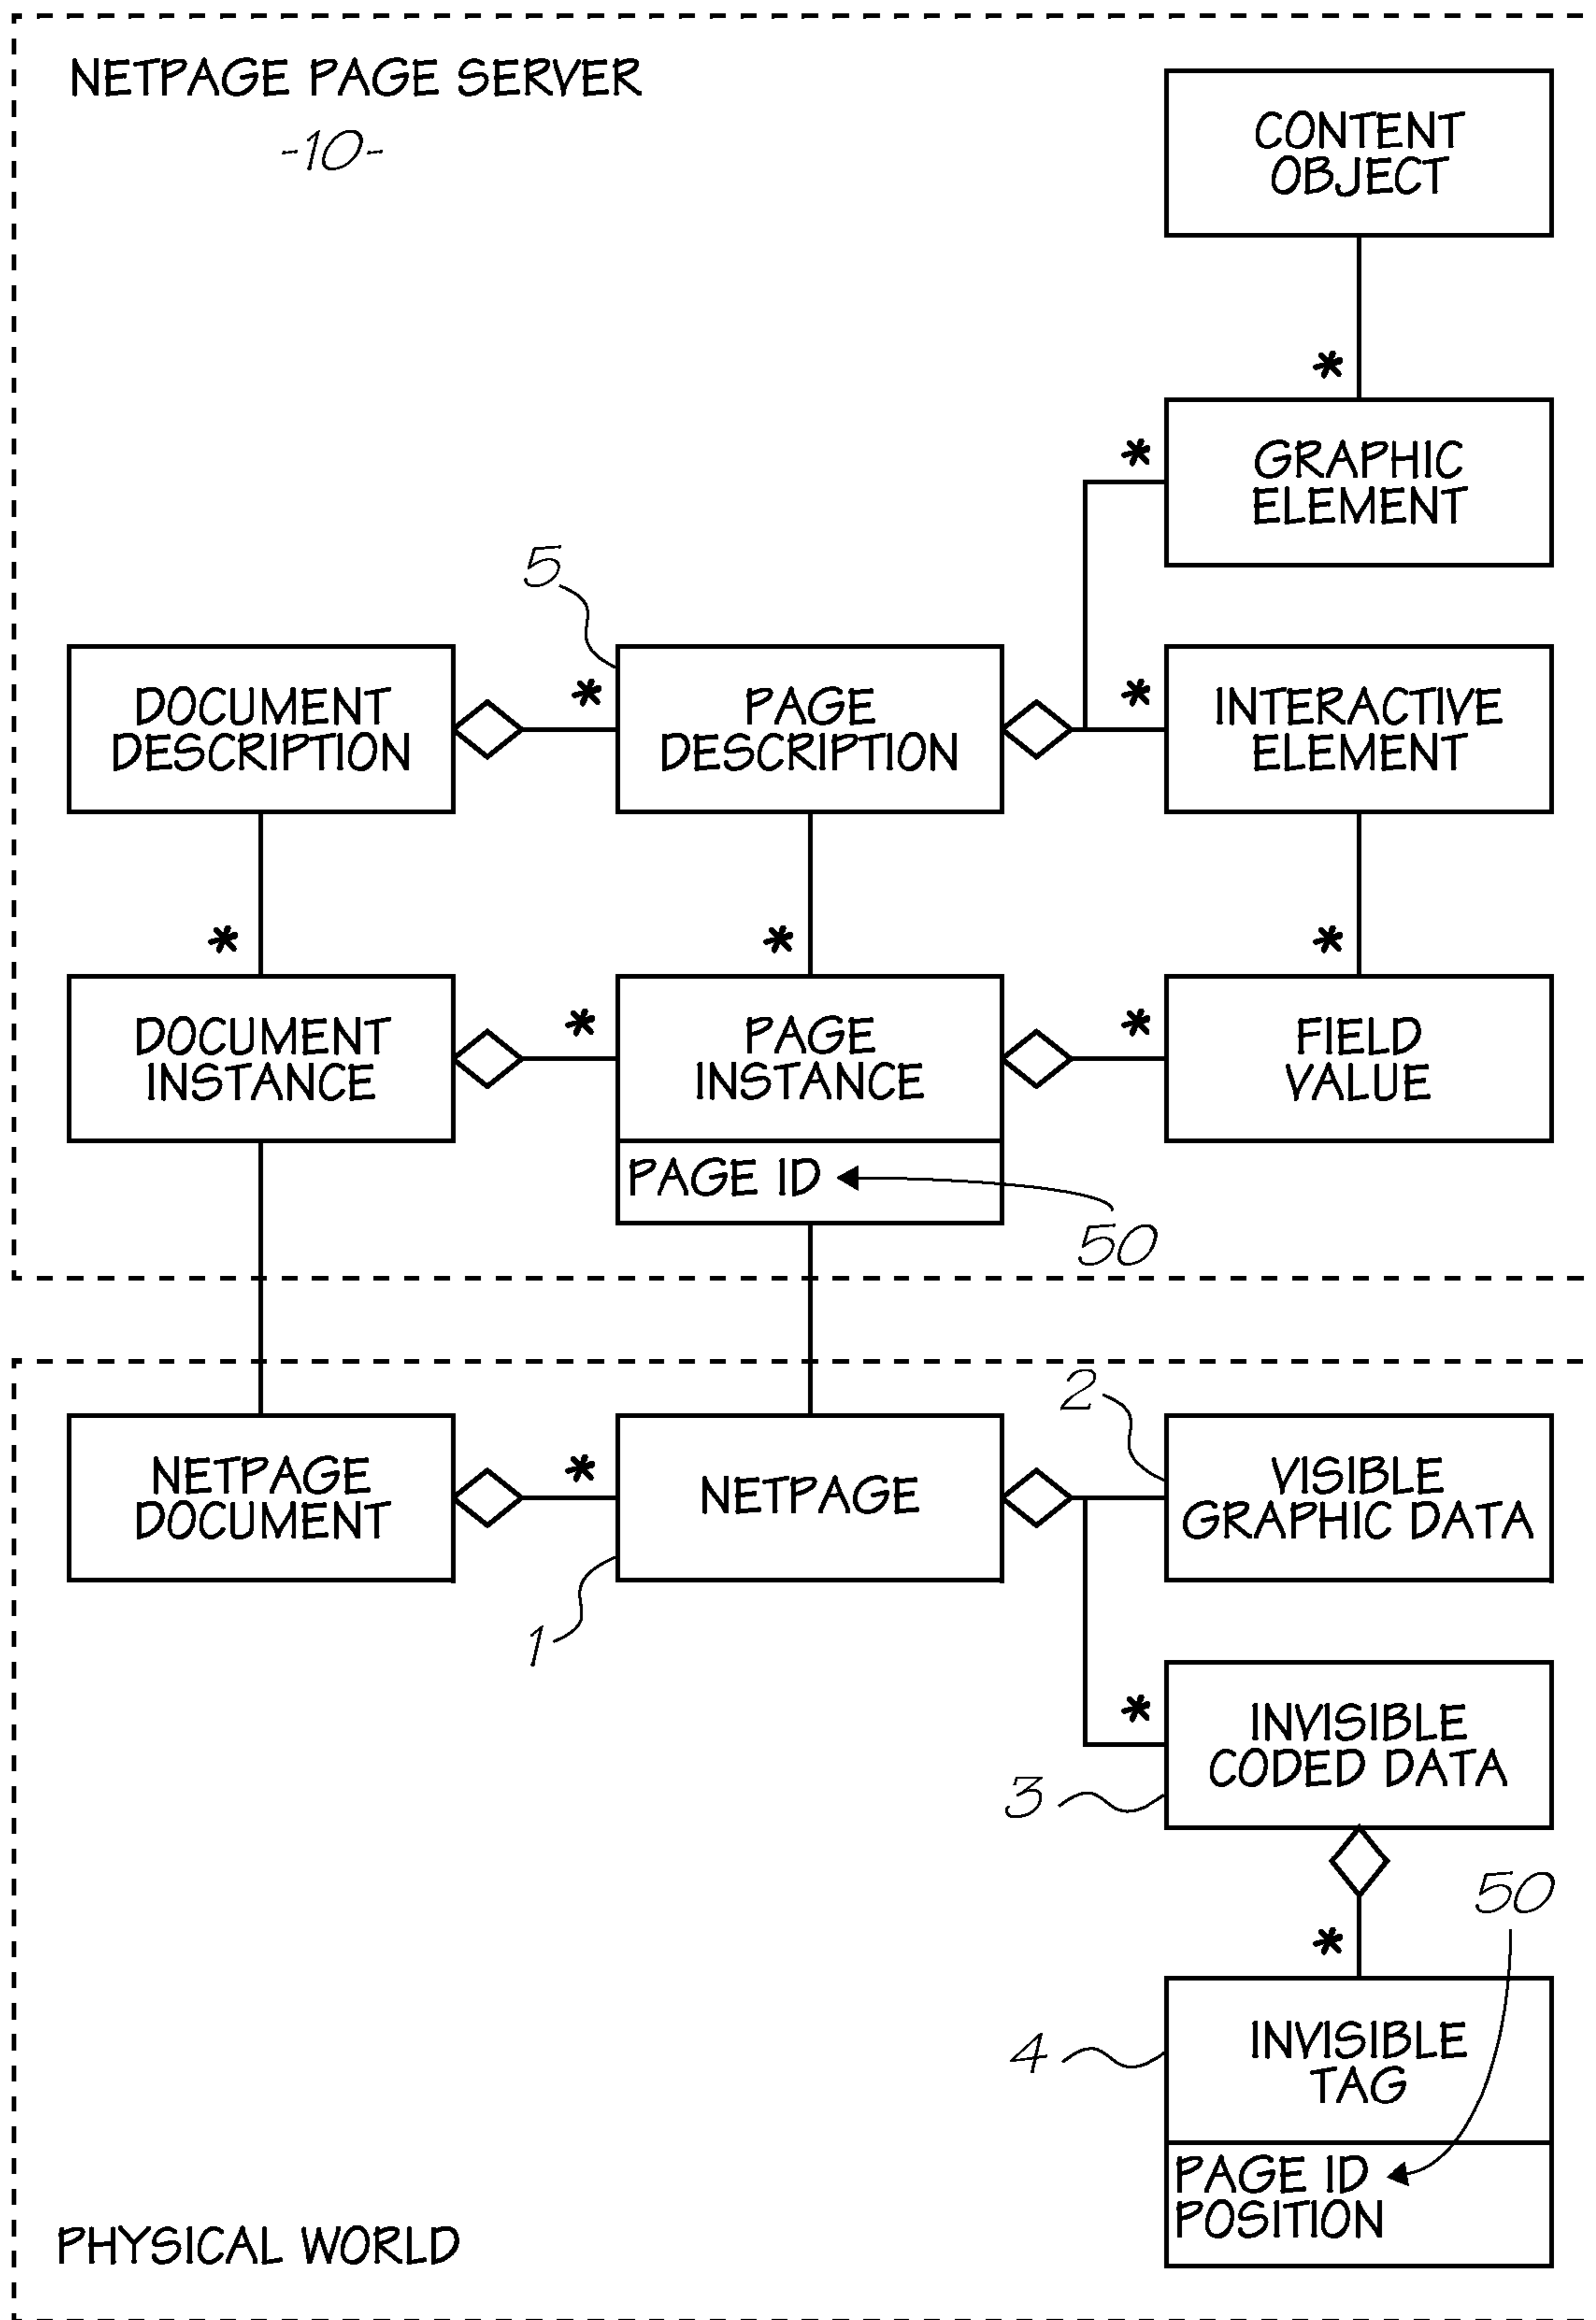 NETPAGE PAGE SERVER
-10-
CONTENT
OBJECT
*
*
GRAPHIC
ELEMENT
5
DOCUMENT
DESCRIPTION
*
PAGE
DESCRIPTION
*
INTERACTIVE
ELEMENT
*
*
*
DOCUMENT
INSTANCE
*
PAGE
INSTANCE
*
FIELD
VALUE
PAGE ID
50
2
NETPAGE
DOCUMENT
*
NETPAGE
VISIBLE
GRAPHIC DATA
1
*
INVISIBLE
CODED DATA
3
50
*
4
INVISIBLE
TAG
PAGE ID
POSITION
PHYSICAL WORLD